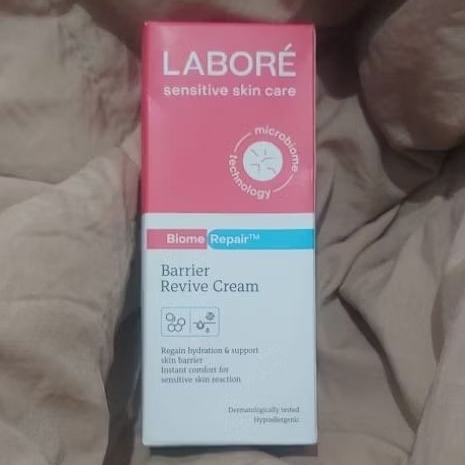 LABORÉ
sensitive skin care
microbiome
technology
Biome Repair™
Barrier
Revive Cream
Regain hydration & support
skin barrier
Instant comfort for
sensitive skin reaction
Dermatologically tested
Hypoallergenic